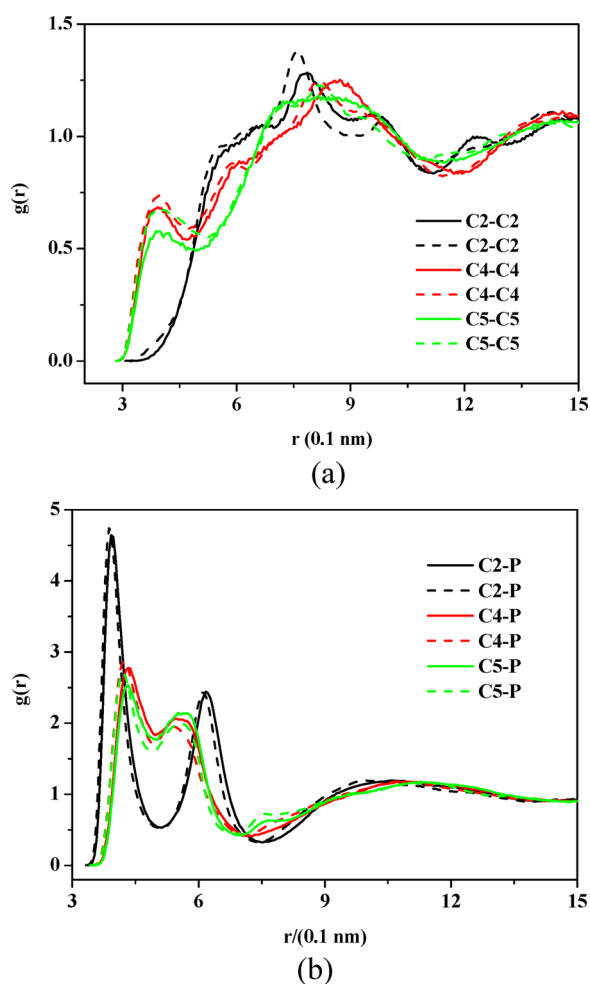 1.5
1.0
0.5
0.0
g(r)
C2-C2
C2-C2
C4-C4
C4-C4
C5-C5
C5-C5
3 6 9 12 15
r (0.1 nm)
(a)
5
4
3
2
1
0
g(r)
C2-P
C2-P
C4-P
C4-P
C5-P
C5-P
3 6 9 12 15
r/(0.1 nm)
(b)